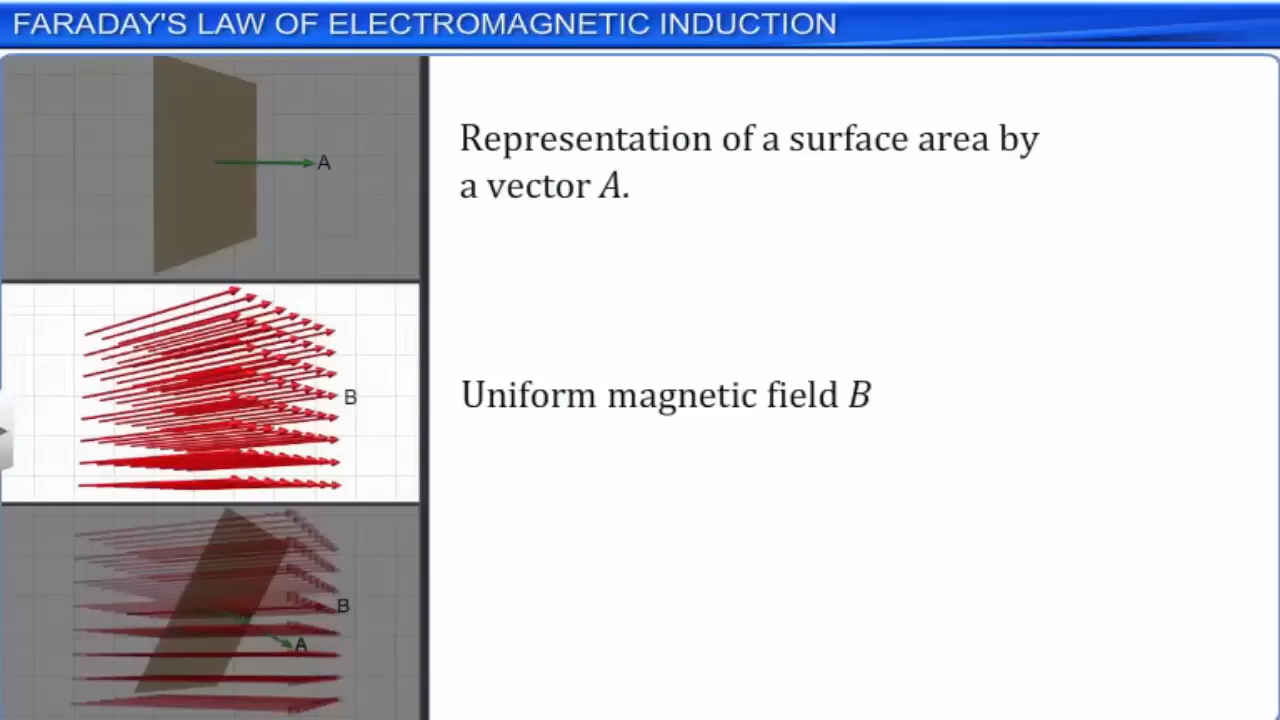 FARADAY'S LAW OF ELECTROMAGNETIC INDUCTION
A
Representation of a surface area by
a vector A.
B
Uniform magnetic field B
B
A